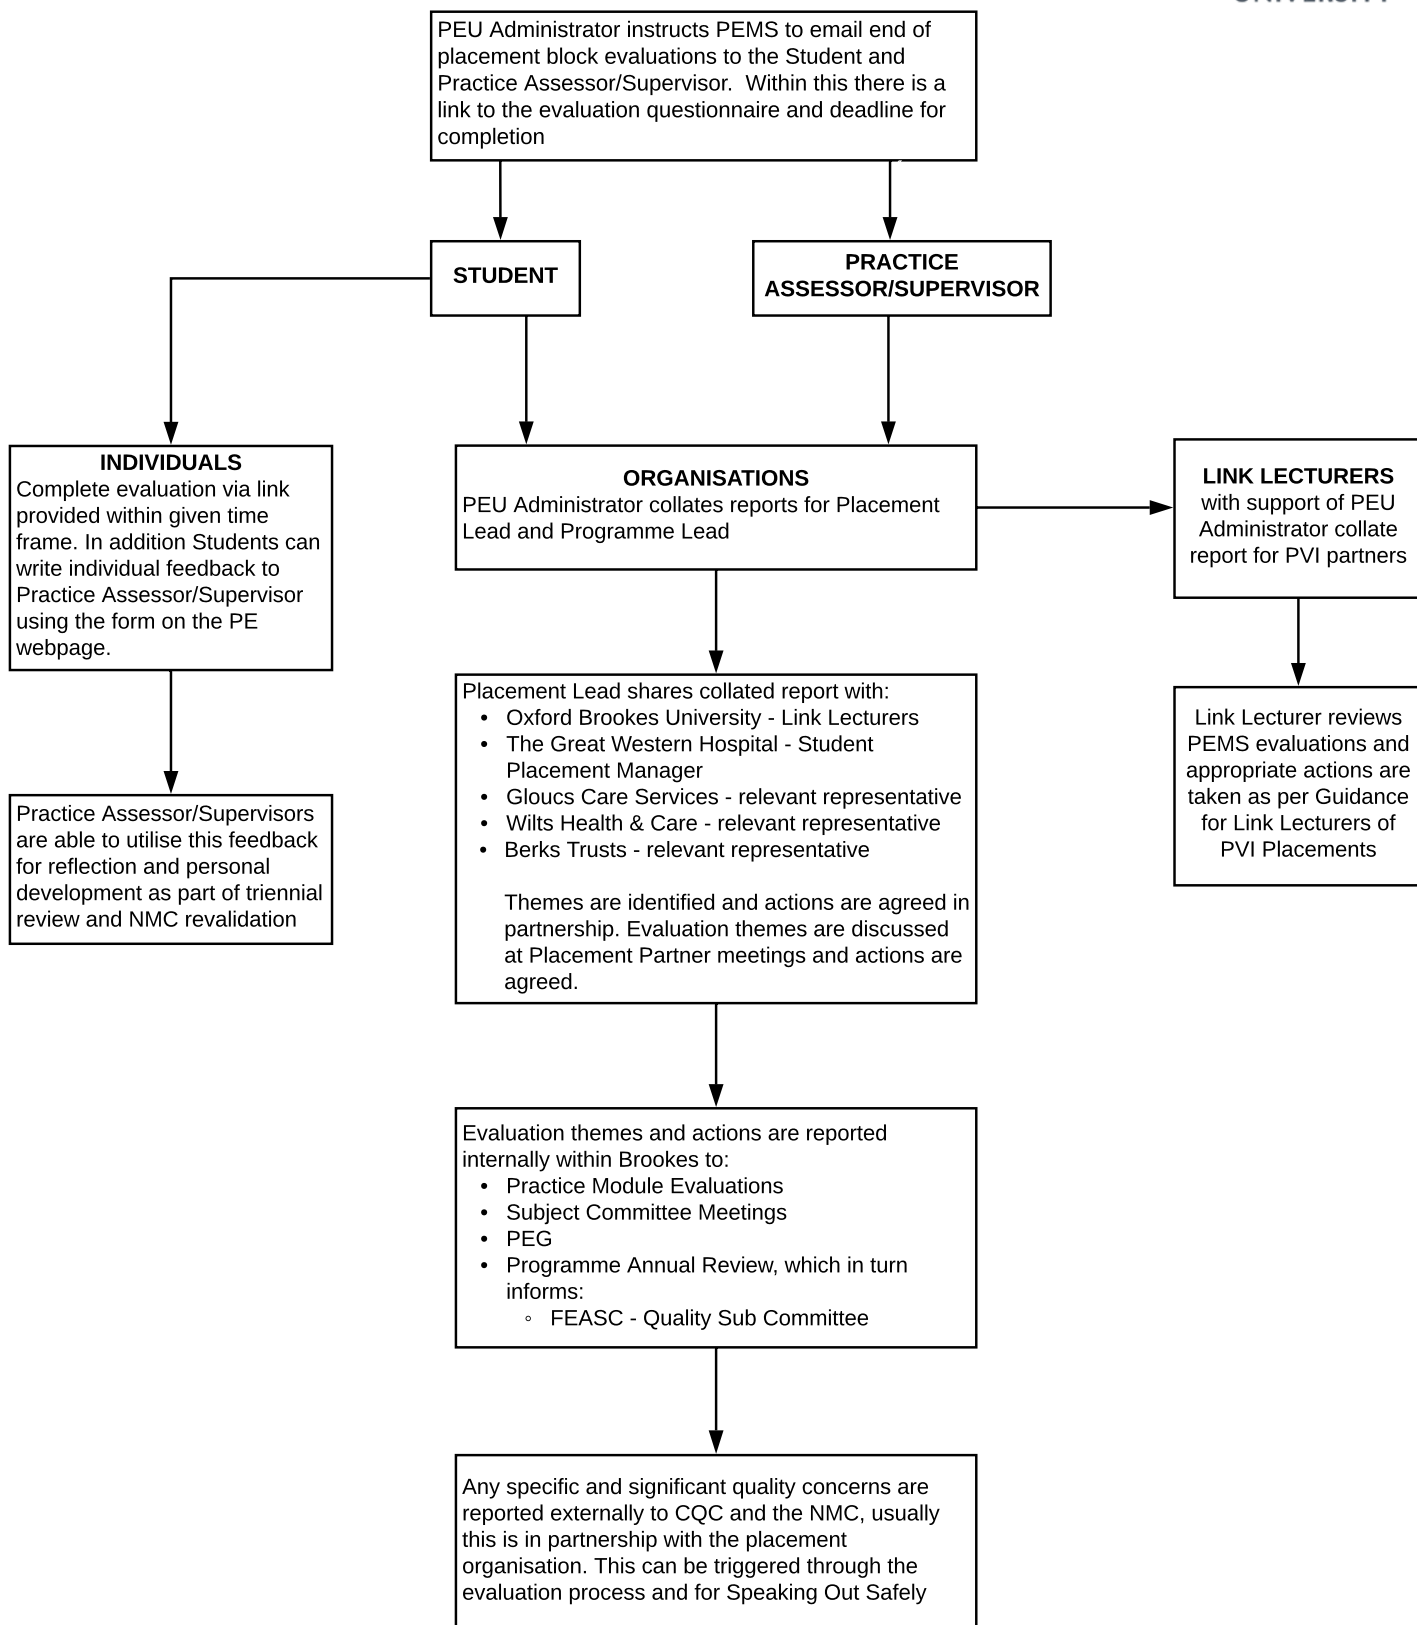 PEU Administrator instructs PEMS to email end of
placement block evaluations to the Student and
Practice Assessor/Supervisor.  Within this there is a
link to the evaluation questionnaire and deadline for
completion
STUDENT
PRACTICE
ASSESSOR/SUPERVISOR
INDIVIDUALS
Complete evaluation via link
provided within given time
frame. In addition Students can
write individual feedback to
Practice Assessor/Supervisor
using the form on the PE
webpage.
ORGANISATIONS
PEU Administrator collates reports for Placement
Lead and Programme Lead
LINK LECTURERS
with support of PEU
Administrator collate
report for PVI partners
Practice Assessor/Supervisors
are able to utilise this feedback
for reflection and personal
development as part of triennial
review and NMC revalidation
Placement Lead shares collated report with:
• Oxford Brookes University - Link Lecturers
• The Great Western Hospital - Student
Placement Manager
• Gloucs Care Services - relevant representative
• Wilts Health & Care - relevant representative
• Berks Trusts - relevant representative
Themes are identified and actions are agreed in
partnership. Evaluation themes are discussed
at Placement Partner meetings and actions are
agreed.
Link Lecturer reviews
PEMS evaluations and
appropriate actions are
taken as per Guidance
for Link Lecturers of
PVI Placements
Evaluation themes and actions are reported
internally within Brookes to:
• Practice Module Evaluations
• Subject Committee Meetings
• PEG
• Programme Annual Review, which in turn
informs:
◦ FEASC - Quality Sub Committee
Any specific and significant quality concerns are
reported externally to CQC and the NMC, usually
this is in partnership with the placement
organisation. This can be triggered through the
evaluation process and for Speaking Out Safely